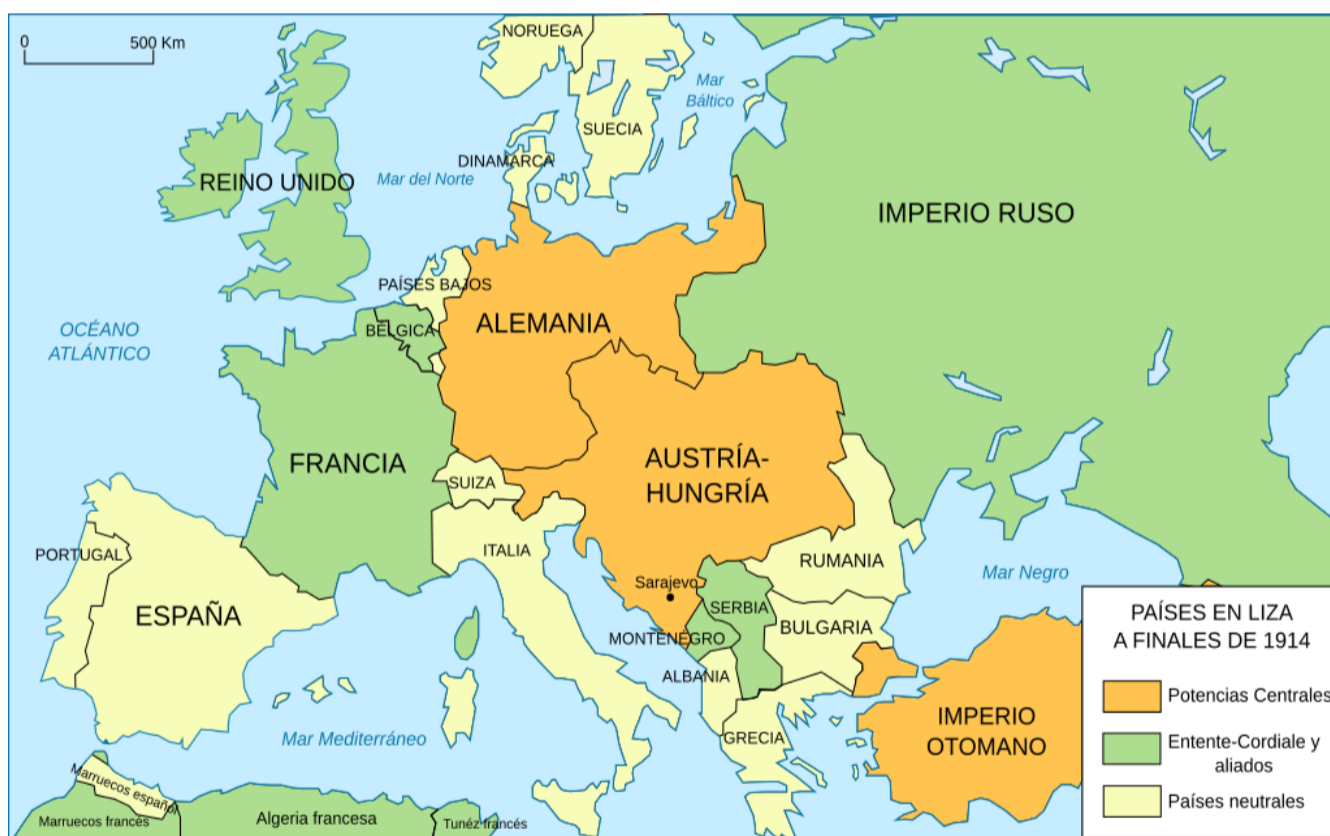 0 500 Km
NORUEGA
Mar
Báltico
SUECIA
DINAMARCA
Mar del Norte
REINO UNIDO
IMPERIO RUSO
PAÍSES BAJOS
BÉLGICA
ALEMANIA
OCÉANO
ATLÁNTICO
FRANCIA
SUIZA
AUSTRÍA-
HUNGRÍA
ITALIA
PORTUGAL
ESPAÑA
RUMANIA
Mar Negro
Sarajevo
SERBIA
MONTENEGRO
BULGARIA
ALBANIA
GRECIA
IMPERIO
OTOMANO
Mar Mediterráneo
Marruecos español
Marruecos francés
Algeria francesa
Tunéz francés
PAÍSES EN LIZA
A FINALES DE 1914
Potencias Centrales
Entente-Cordiale y
aliados
Países neutrales